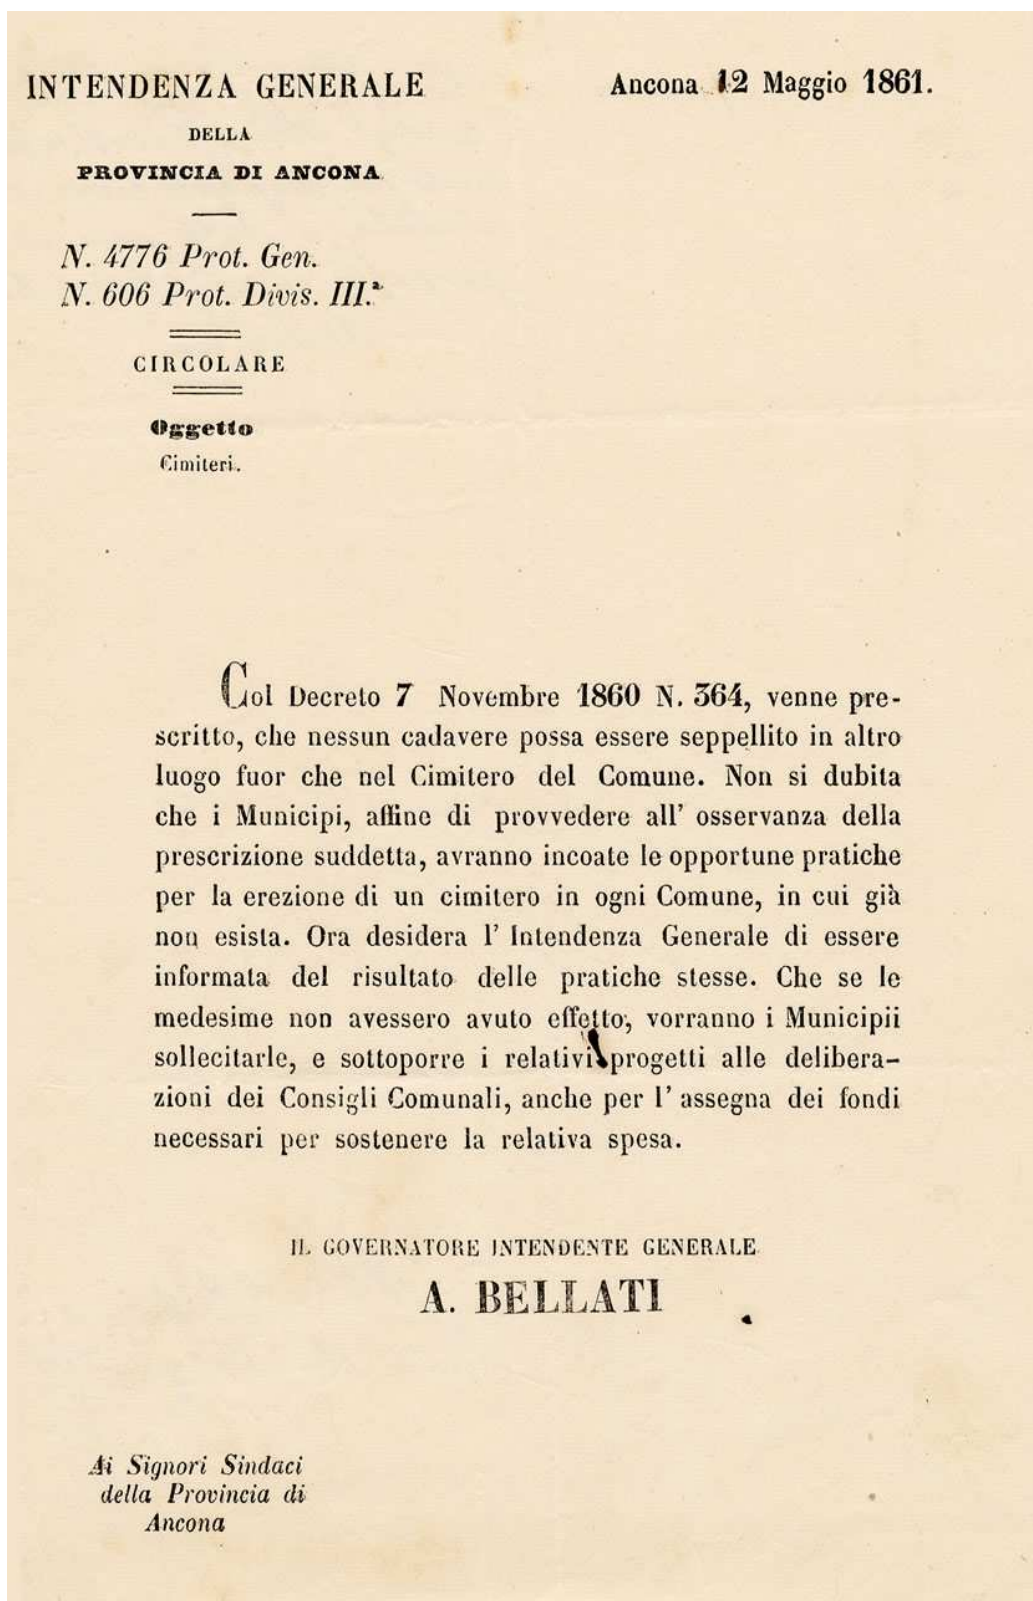 INTENDENZA GENERALE
DELLA
PROVINCIA DI ANCONA
Ancona 12 Maggio 1861.
N. 4776 Prot. Gen.
N. 606 Prot. Divis. III.ª
CIRCOLARE
Oggetto
Cimiteri.
Col Decreto 7 Novembre 1860 N. 364, venne pre-
scritto, che nessun cadavere possa essere seppellito in altro
luogo fuor che nel Cimitero del Comune. Non si dubita
che i Municipi, affine di provvedere all' osservanza della
prescrizione suddetta, avranno incoate le opportune pratiche
per la erezione di un cimitero in ogni Comune, in cui già
non esista. Ora desidera l' Intendenza Generale di essere
informata del risultato delle pratiche stesse. Che se le
medesime non avessero avuto effetto, vorranno i Municipii
sollecitarle, e sottoporre i relativi progetti alle delibera-
zioni dei Consigli Comunali, anche per l' assegna dei fondi
necessari per sostenere la relativa spesa.
IL GOVERNATORE INTENDENTE GENERALE
A. BELLATI
Ai Signori Sindaci
della Provincia di
Ancona